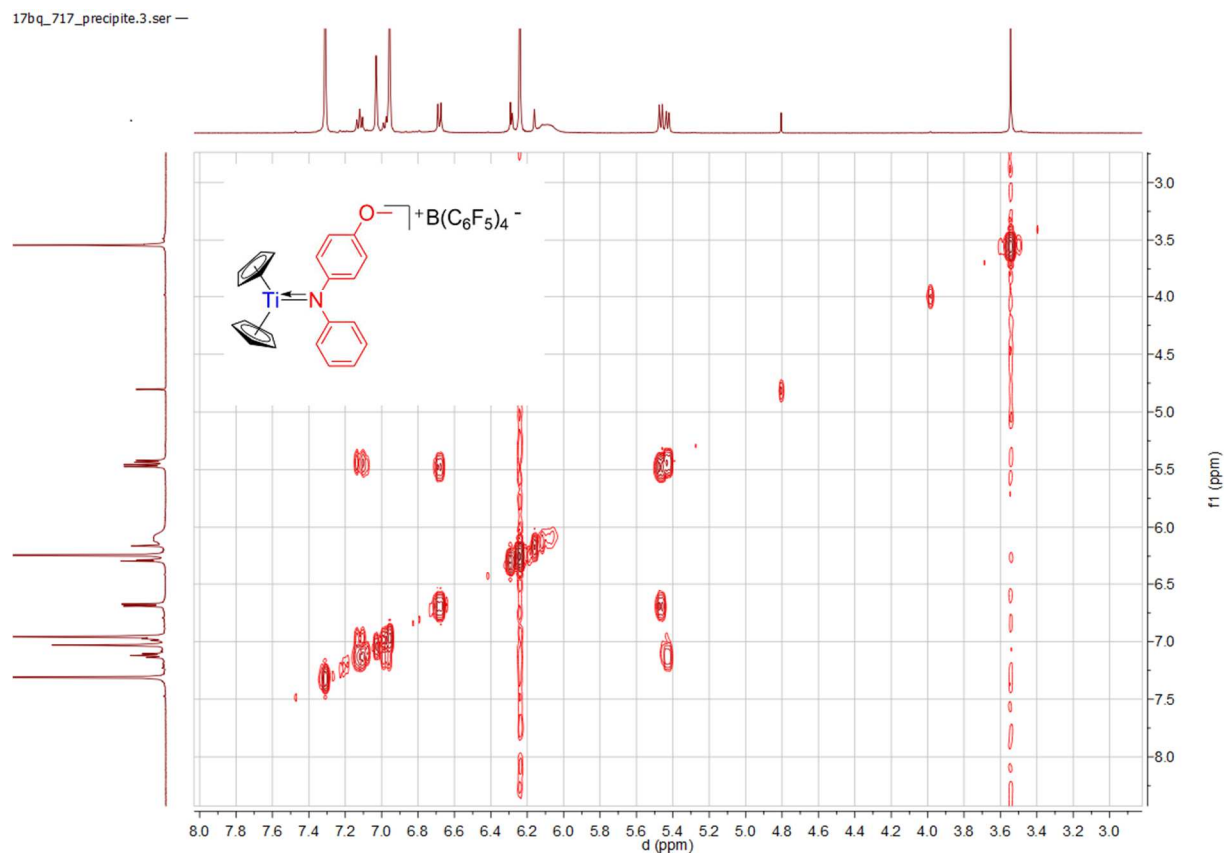 17bq_717_precipite.3.ser —
O
+B(C6F5)4 -
Ti
N
3.0
3.5
4.0
4.5
5.0
5.5
6.0
6.5
7.0
7.5
8.0
f1 (ppm)
8.0 7.8 7.6 7.4 7.2 7.0 6.8 6.6 6.4 6.2 6.0 5.8 5.6 5.4 5.2 5.0 4.8 4.6 4.4 4.2 4.0 3.8 3.6 3.4 3.2 3.0
d (ppm)